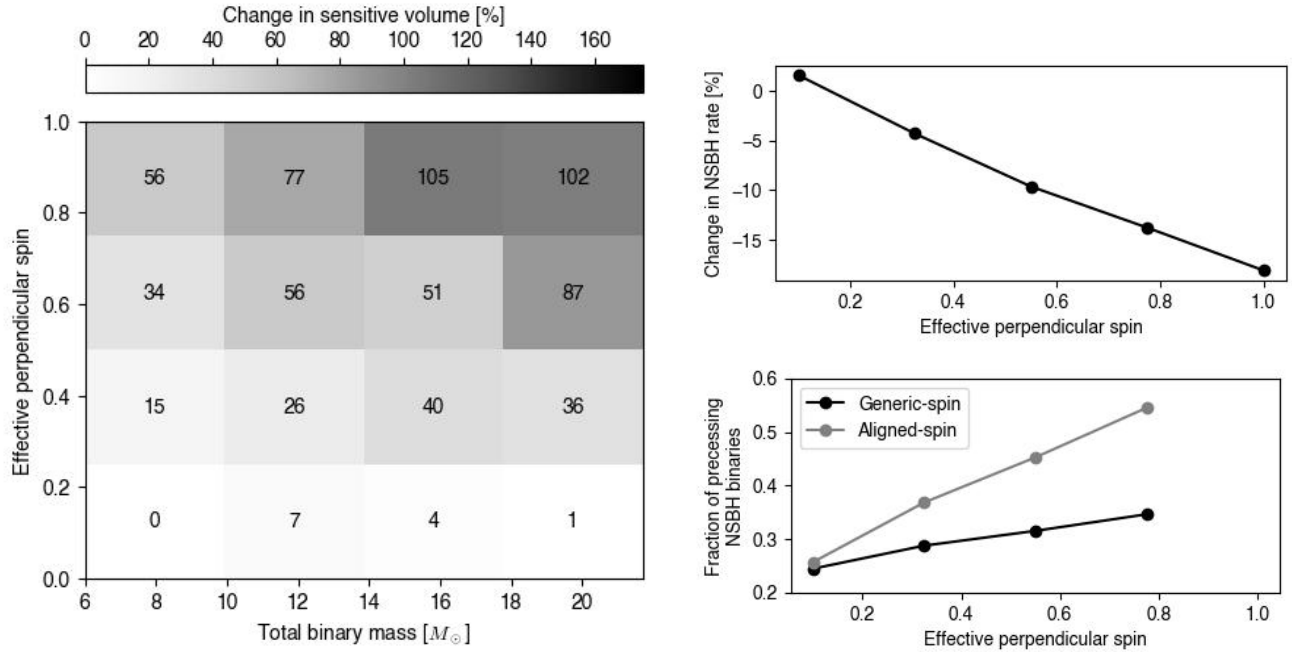 Change in sensitive volume [%]
0 20 40 60 80 100 120 140 160
Effective perpendicular spin
1.0
0.8
0.6
0.4
0.2
0.0
56 77 105 102
34 56 51 87
15 26 40 36
0 7 4 1
6 8 10 12 14 16 18 20
Total binary mass [M⊙]
Change in NSBH rate [%]
0
−5
−10
−15
0.2 0.4 0.6 0.8 1.0
Effective perpendicular spin
Fraction of precessing
NSBH binaries
0.6
0.5
0.4
0.3
0.2
Generic-spin
Aligned-spin
0.2 0.4 0.6 0.8 1.0
Effective perpendicular spin